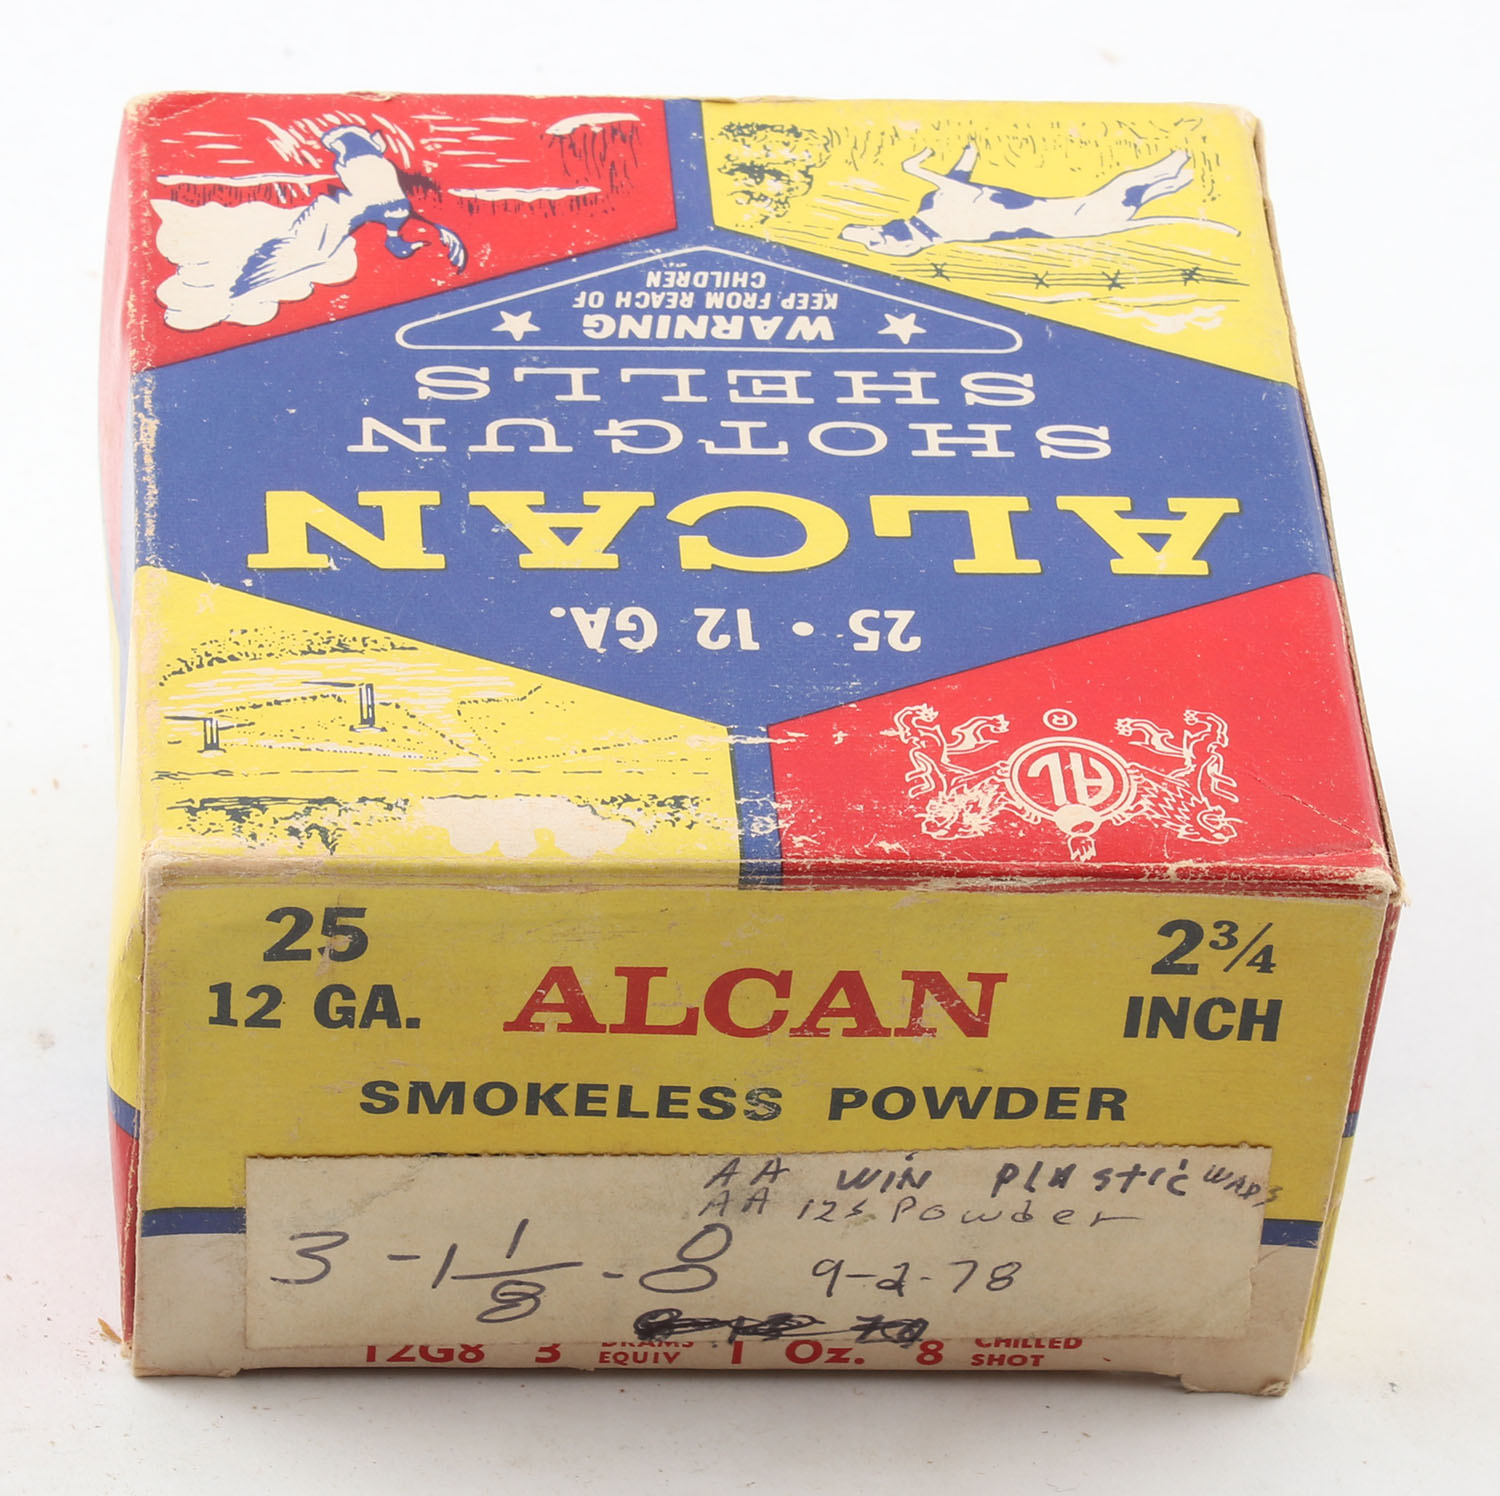 WARNING
KEEP FROM REACH OF
CHILDREN
SHOTGUN
SHELLS
ALCAN
25 • 12 GA.
AL
®
25
12 GA.
ALCAN
2 3/4
INCH
SMOKELESS POWDER
AA WIN PlAstic WADS
AA 12s Powder
3 - 1 1/8 - 8 9-2-78
12G8 3 DRAMS EQUIV 1 Oz. 8 CHILLED SHOT